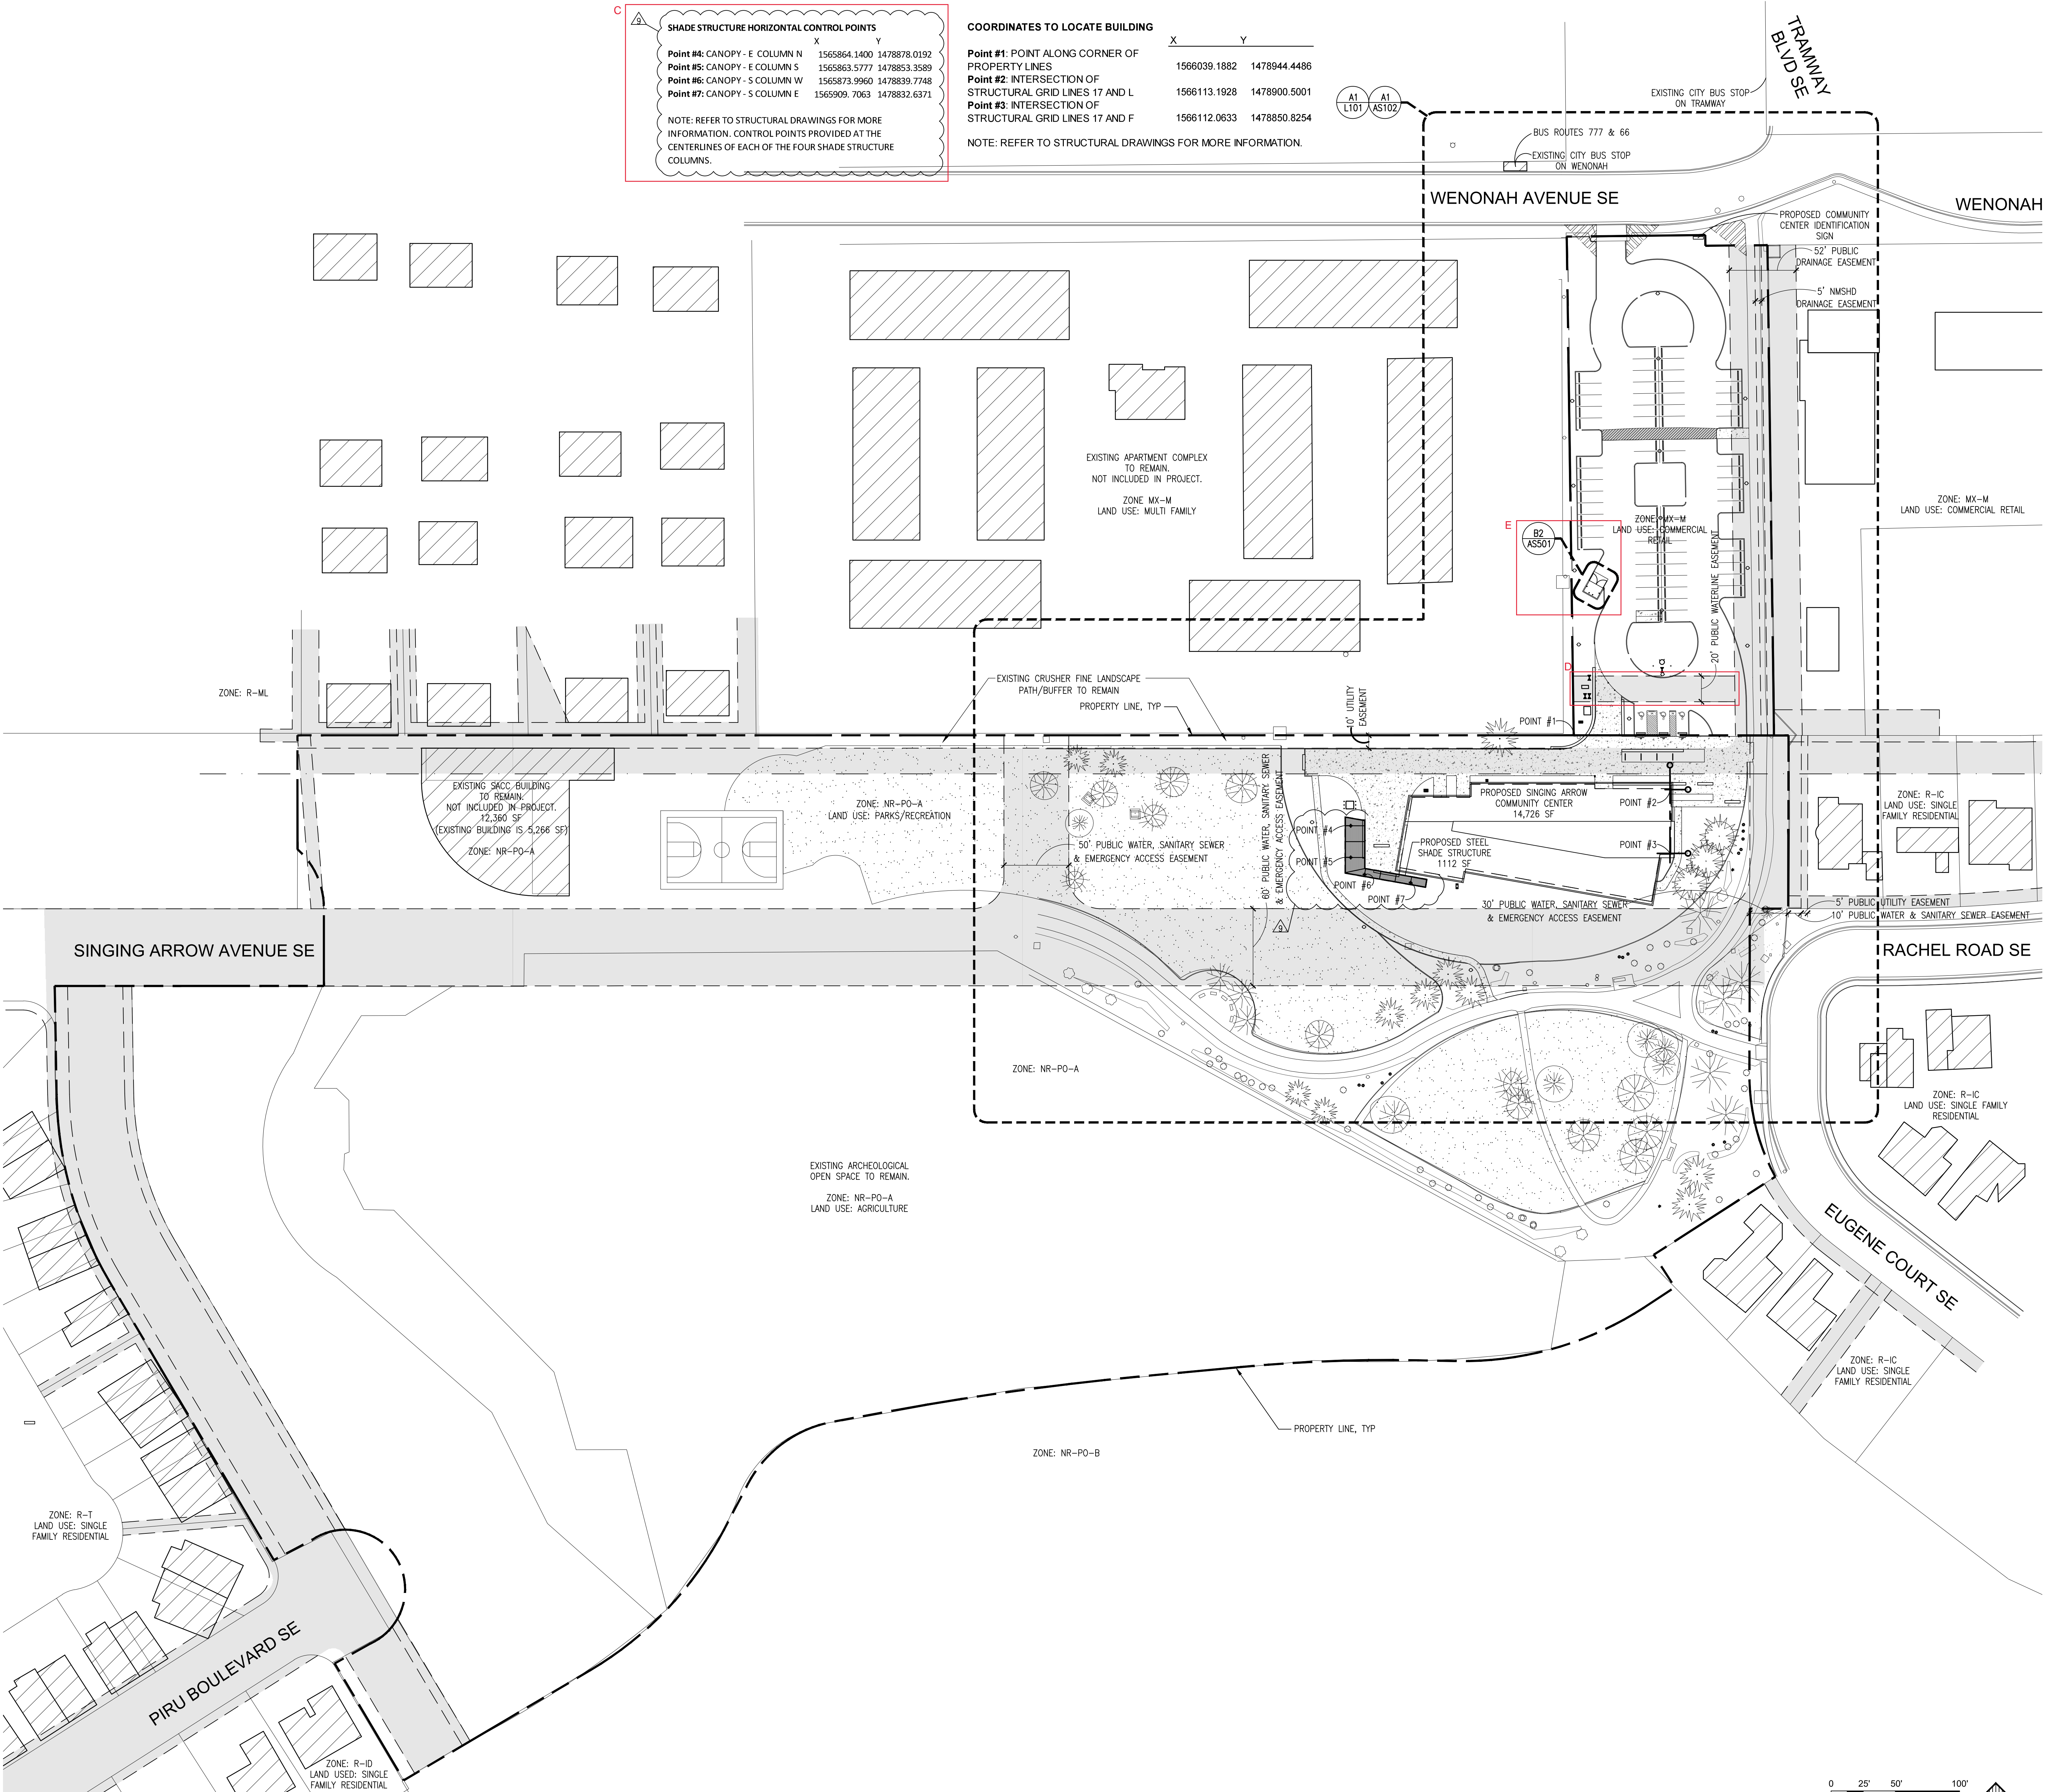 C
9
SHADE STRUCTURE HORIZONTAL CONTROL POINTS
X Y
Point #4: CANOPY - E COLUMN N 1565864.1400 1478878.0192
Point #5: CANOPY - E COLUMN S 1565863.5777 1478853.3589
Point #6: CANOPY - S COLUMN W 1565873.9960 1478839.7748
Point #7: CANOPY - S COLUMN E 1565909. 7063 1478832.6371
NOTE: REFER TO STRUCTURAL DRAWINGS FOR MORE
INFORMATION. CONTROL POINTS PROVIDED AT THE
CENTERLINES OF EACH OF THE FOUR SHADE STRUCTURE
COLUMNS.
COORDINATES TO LOCATE BUILDING
X Y
Point #1: POINT ALONG CORNER OF
PROPERTY LINES 1566039.1882 1478944.4486
Point #2: INTERSECTION OF
STRUCTURAL GRID LINES 17 AND L 1566113.1928 1478900.5001
Point #3: INTERSECTION OF
STRUCTURAL GRID LINES 17 AND F 1566112.0633 1478850.8254
NOTE: REFER TO STRUCTURAL DRAWINGS FOR MORE INFORMATION.
A1
L101
A1
AS102
TRAMWAY
BLVD SE
EXISTING CITY BUS STOP
ON TRAMWAY
BUS ROUTES 777 & 66
EXISTING CITY BUS STOP
ON WENONAH
WENONAH AVENUE SE
WENONAH
PROPOSED COMMUNITY
CENTER IDENTIFICATION
SIGN
52' PUBLIC
DRAINAGE EASEMENT
5' NMSHD
DRAINAGE EASEMENT
EXISTING APARTMENT COMPLEX
TO REMAIN.
NOT INCLUDED IN PROJECT.
ZONE MX-M
LAND USE: MULTI FAMILY
ZONE: MX-M
LAND USE: COMMERCIAL RETAIL
E
B2
AS501
ZONE: MX-M
LAND USE: COMMERCIAL
RETAIL
20' PUBLIC WATERLINE EASEMENT
D
ZONE: R-ML
EXISTING CRUSHER FINE LANDSCAPE
PATH/BUFFER TO REMAIN
PROPERTY LINE, TYP
10' UTILITY
EASEMENT
POINT #1
EXISTING SACC BUILDING
TO REMAIN.
NOT INCLUDED IN PROJECT.
12,360 SF
(EXISTING BUILDING IS 5,266 SF)
ZONE: NR-PO-A
ZONE: NR-PO-A
LAND USE: PARKS/RECREATION
50' PUBLIC WATER, SANITARY SEWER
& EMERGENCY ACCESS EASEMENT
60' PUBLIC WATER, SANITARY SEWER
& EMERGENCY ACCESS EASEMENT
PROPOSED SINGING ARROW
COMMUNITY CENTER
14,726 SF
POINT #2
POINT #3
POINT #4
POINT #5
POINT #6
POINT #7
PROPOSED STEEL
SHADE STRUCTURE
1112 SF
30' PUBLIC WATER, SANITARY SEWER
& EMERGENCY ACCESS EASEMENT
9
ZONE: R-1C
LAND USE: SINGLE
FAMILY RESIDENTIAL
5' PUBLIC UTILITY EASEMENT
10' PUBLIC WATER & SANITARY SEWER EASEMENT
SINGING ARROW AVENUE SE
RACHEL ROAD SE
ZONE: NR-PO-A
ZONE: R-1C
LAND USE: SINGLE FAMILY
RESIDENTIAL
EXISTING ARCHEOLOGICAL
OPEN SPACE TO REMAIN.
ZONE: NR-PO-A
LAND USE: AGRICULTURE
EUGENE COURT SE
ZONE: R-1C
LAND USE: SINGLE
FAMILY RESIDENTIAL
PROPERTY LINE, TYP
ZONE: NR-PO-B
ZONE: R-T
LAND USE: SINGLE
FAMILY RESIDENTIAL
PIRU BOULEVARD SE
ZONE: R-1D
LAND USED: SINGLE
FAMILY RESIDENTIAL
0 25' 50' 100'